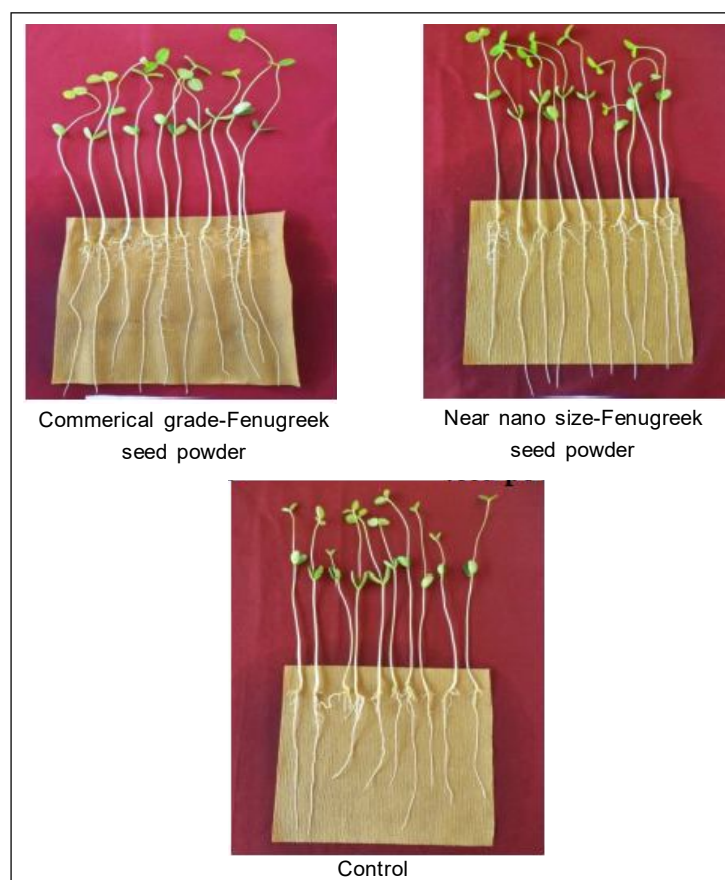 Commerical grade-Fenugreek
seed powder
Near nano size-Fenugreek
seed powder
Control